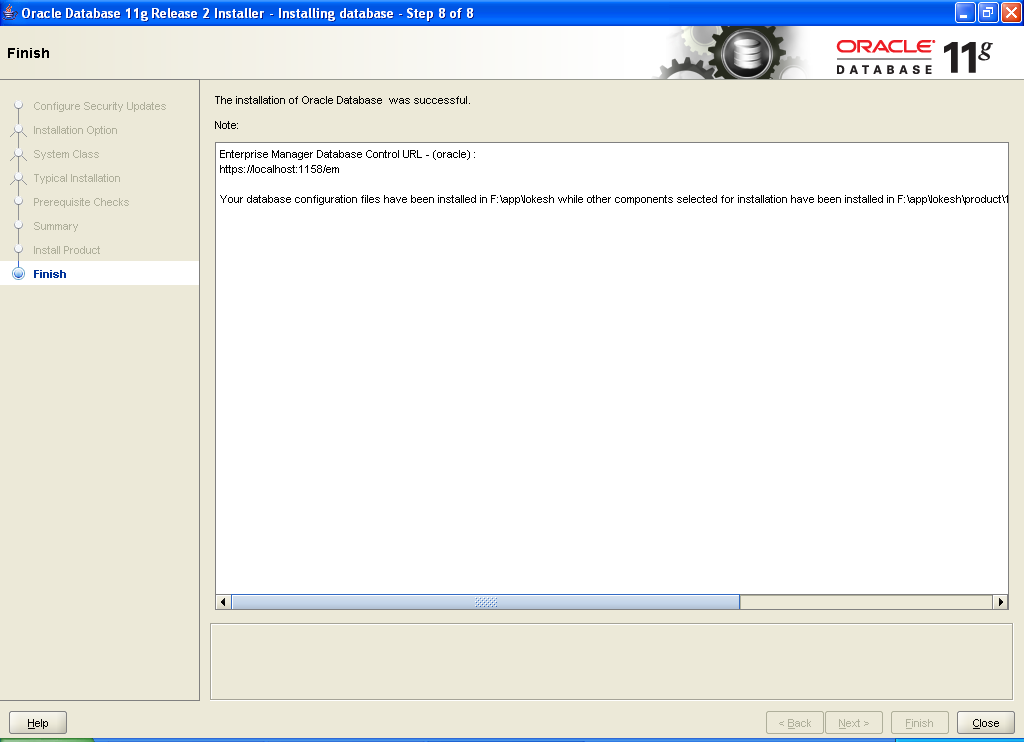 Oracle Database 11g Release 2 Installer - Installing database - Step 8 of 8
Finish
ORACLE
DATABASE
11g
Configure Security Updates
Installation Option
System Class
Typical Installation
Prerequisite Checks
Summary
Install Product
Finish
The installation of Oracle Database was successful.
Note:
Enterprise Manager Database Control URL - (oracle) :
https://localhost:1158/em
Your database configuration files have been installed in F:\app\lokesh while other components selected for installation have been installed in F:\app\lokesh\product\
Help
< Back
Next >
Finish
Close